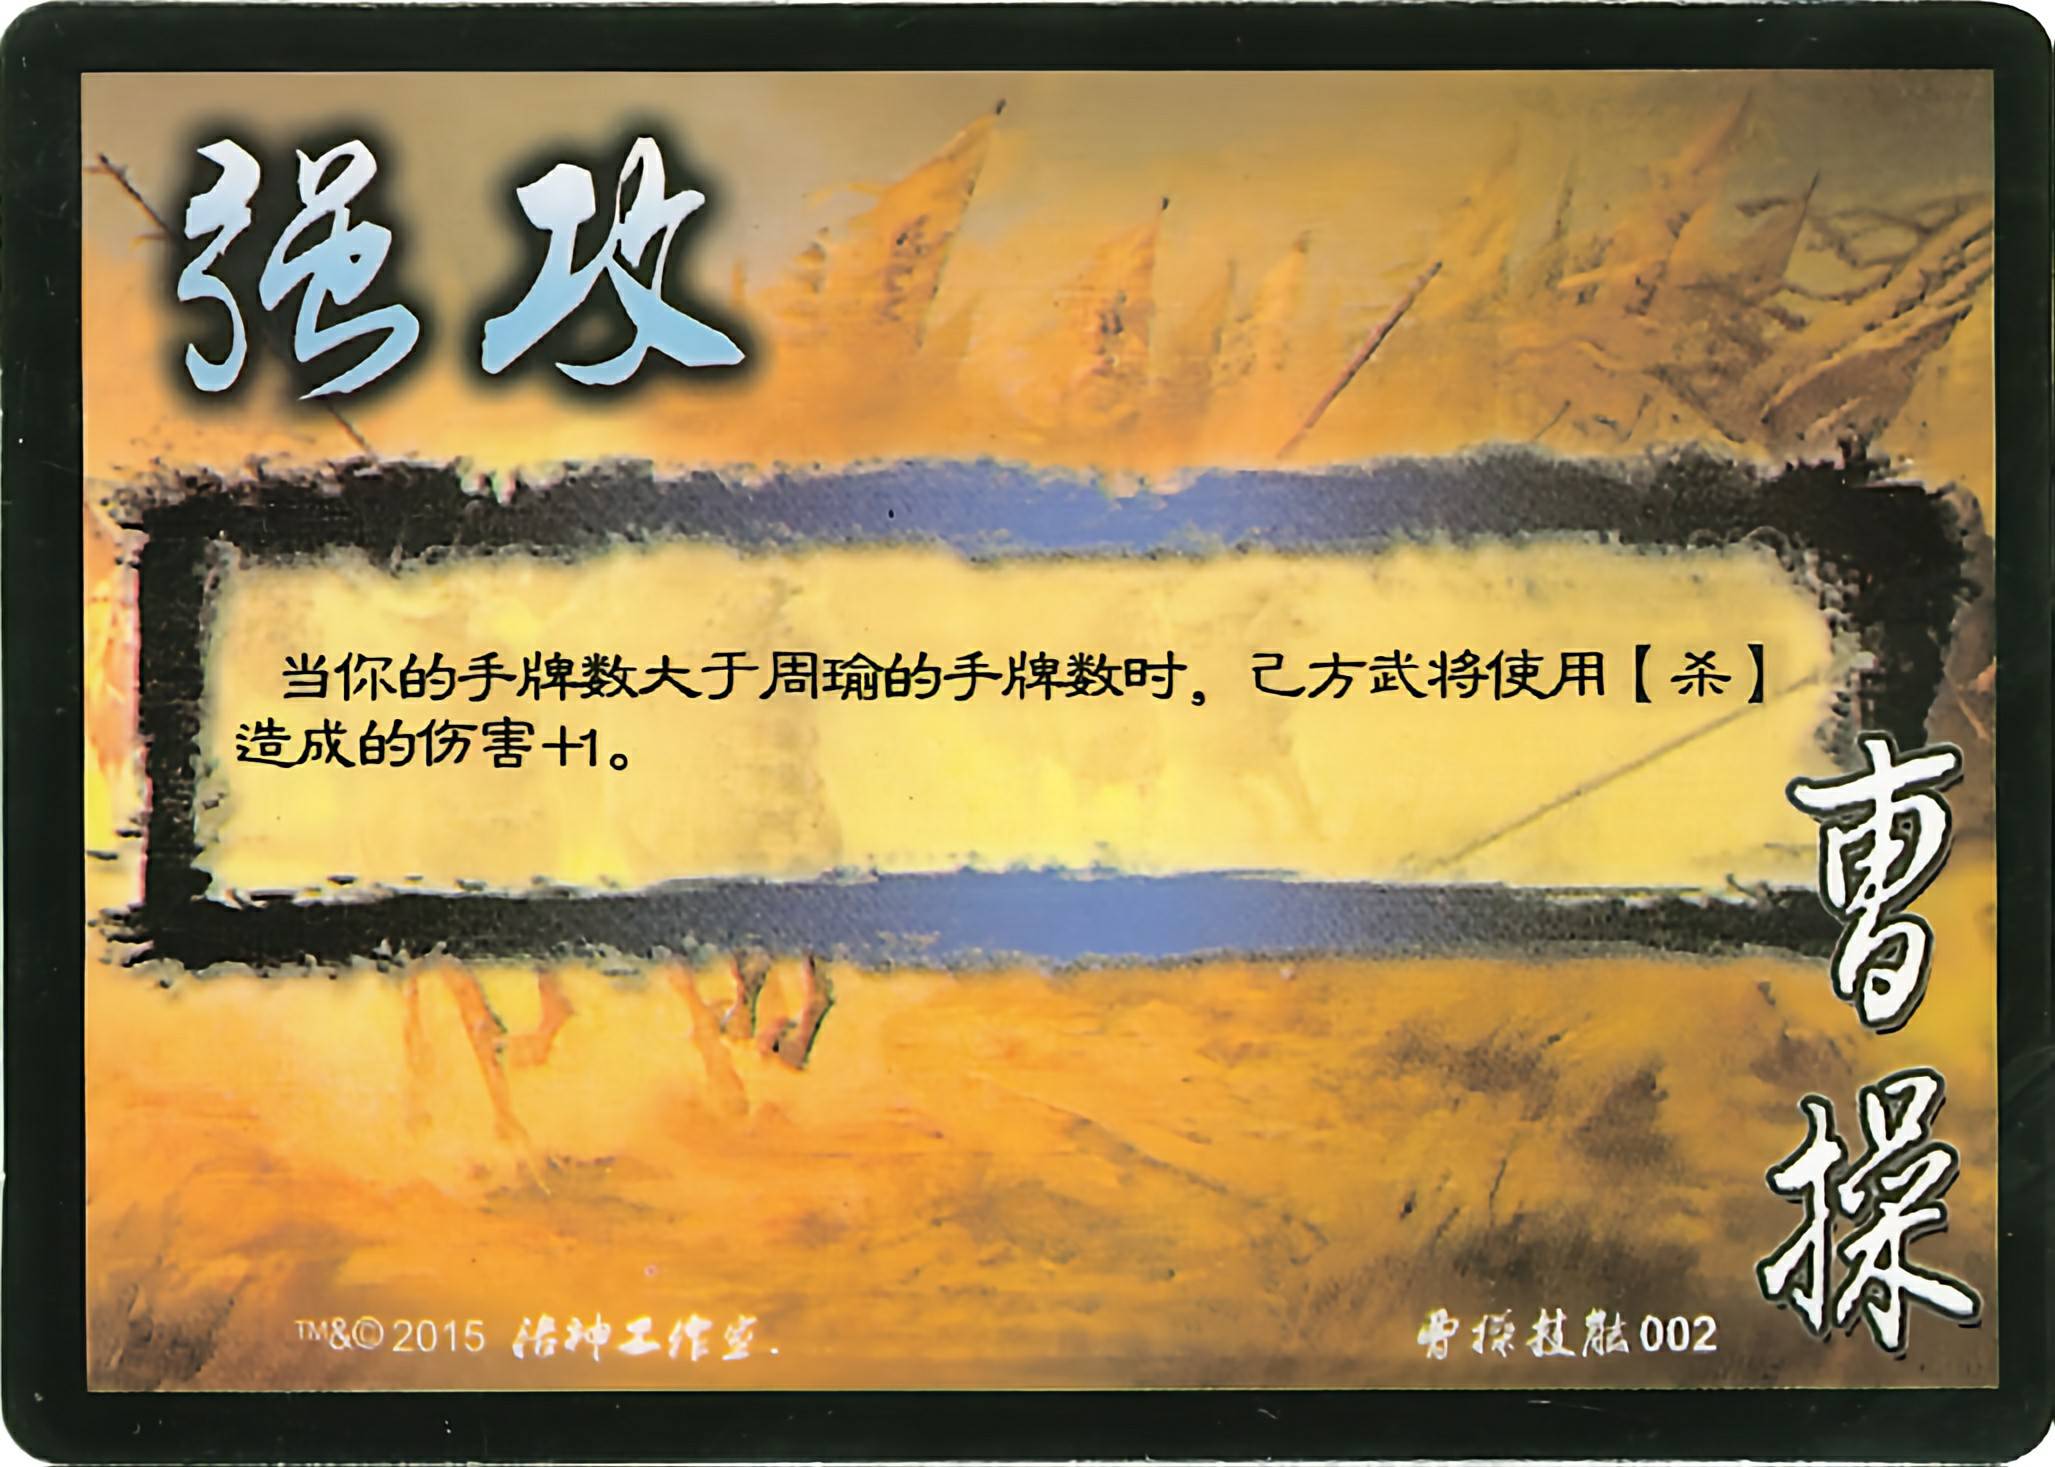 强攻
当你的手牌数大于周瑜的手牌数时，己方武将使用【杀】
造成的伤害+1。
曹操
™&©2015 洛神工作室.
曹操技能002